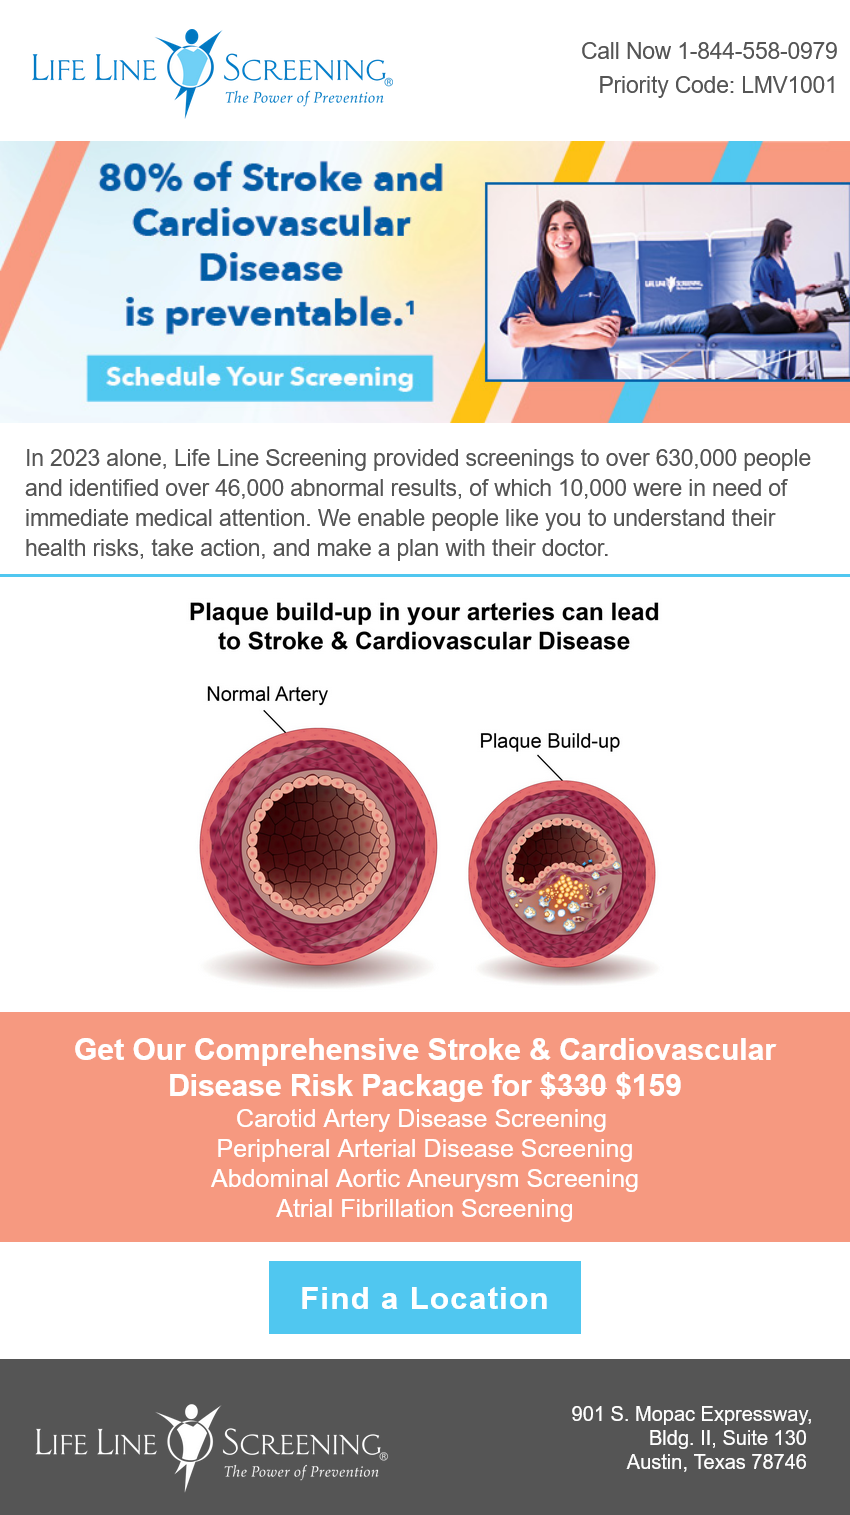 LIFE LINE SCREENING®
The Power of Prevention
Call Now 1-844-558-0979
Priority Code: LMV1001
80% of Stroke and
Cardiovascular
Disease
is preventable.¹
Schedule Your Screening
LIFE LINE SCREENING
In 2023 alone, Life Line Screening provided screenings to over 630,000 people
and identified over 46,000 abnormal results, of which 10,000 were in need of
immediate medical attention. We enable people like you to understand their
health risks, take action, and make a plan with their doctor.
Plaque build-up in your arteries can lead
to Stroke & Cardiovascular Disease
Normal Artery
Plaque Build-up
Get Our Comprehensive Stroke & Cardiovascular
Disease Risk Package for $330 $159
Carotid Artery Disease Screening
Peripheral Arterial Disease Screening
Abdominal Aortic Aneurysm Screening
Atrial Fibrillation Screening
Find a Location
LIFE LINE SCREENING®
The Power of Prevention
901 S. Mopac Expressway,
Bldg. II, Suite 130
Austin, Texas 78746